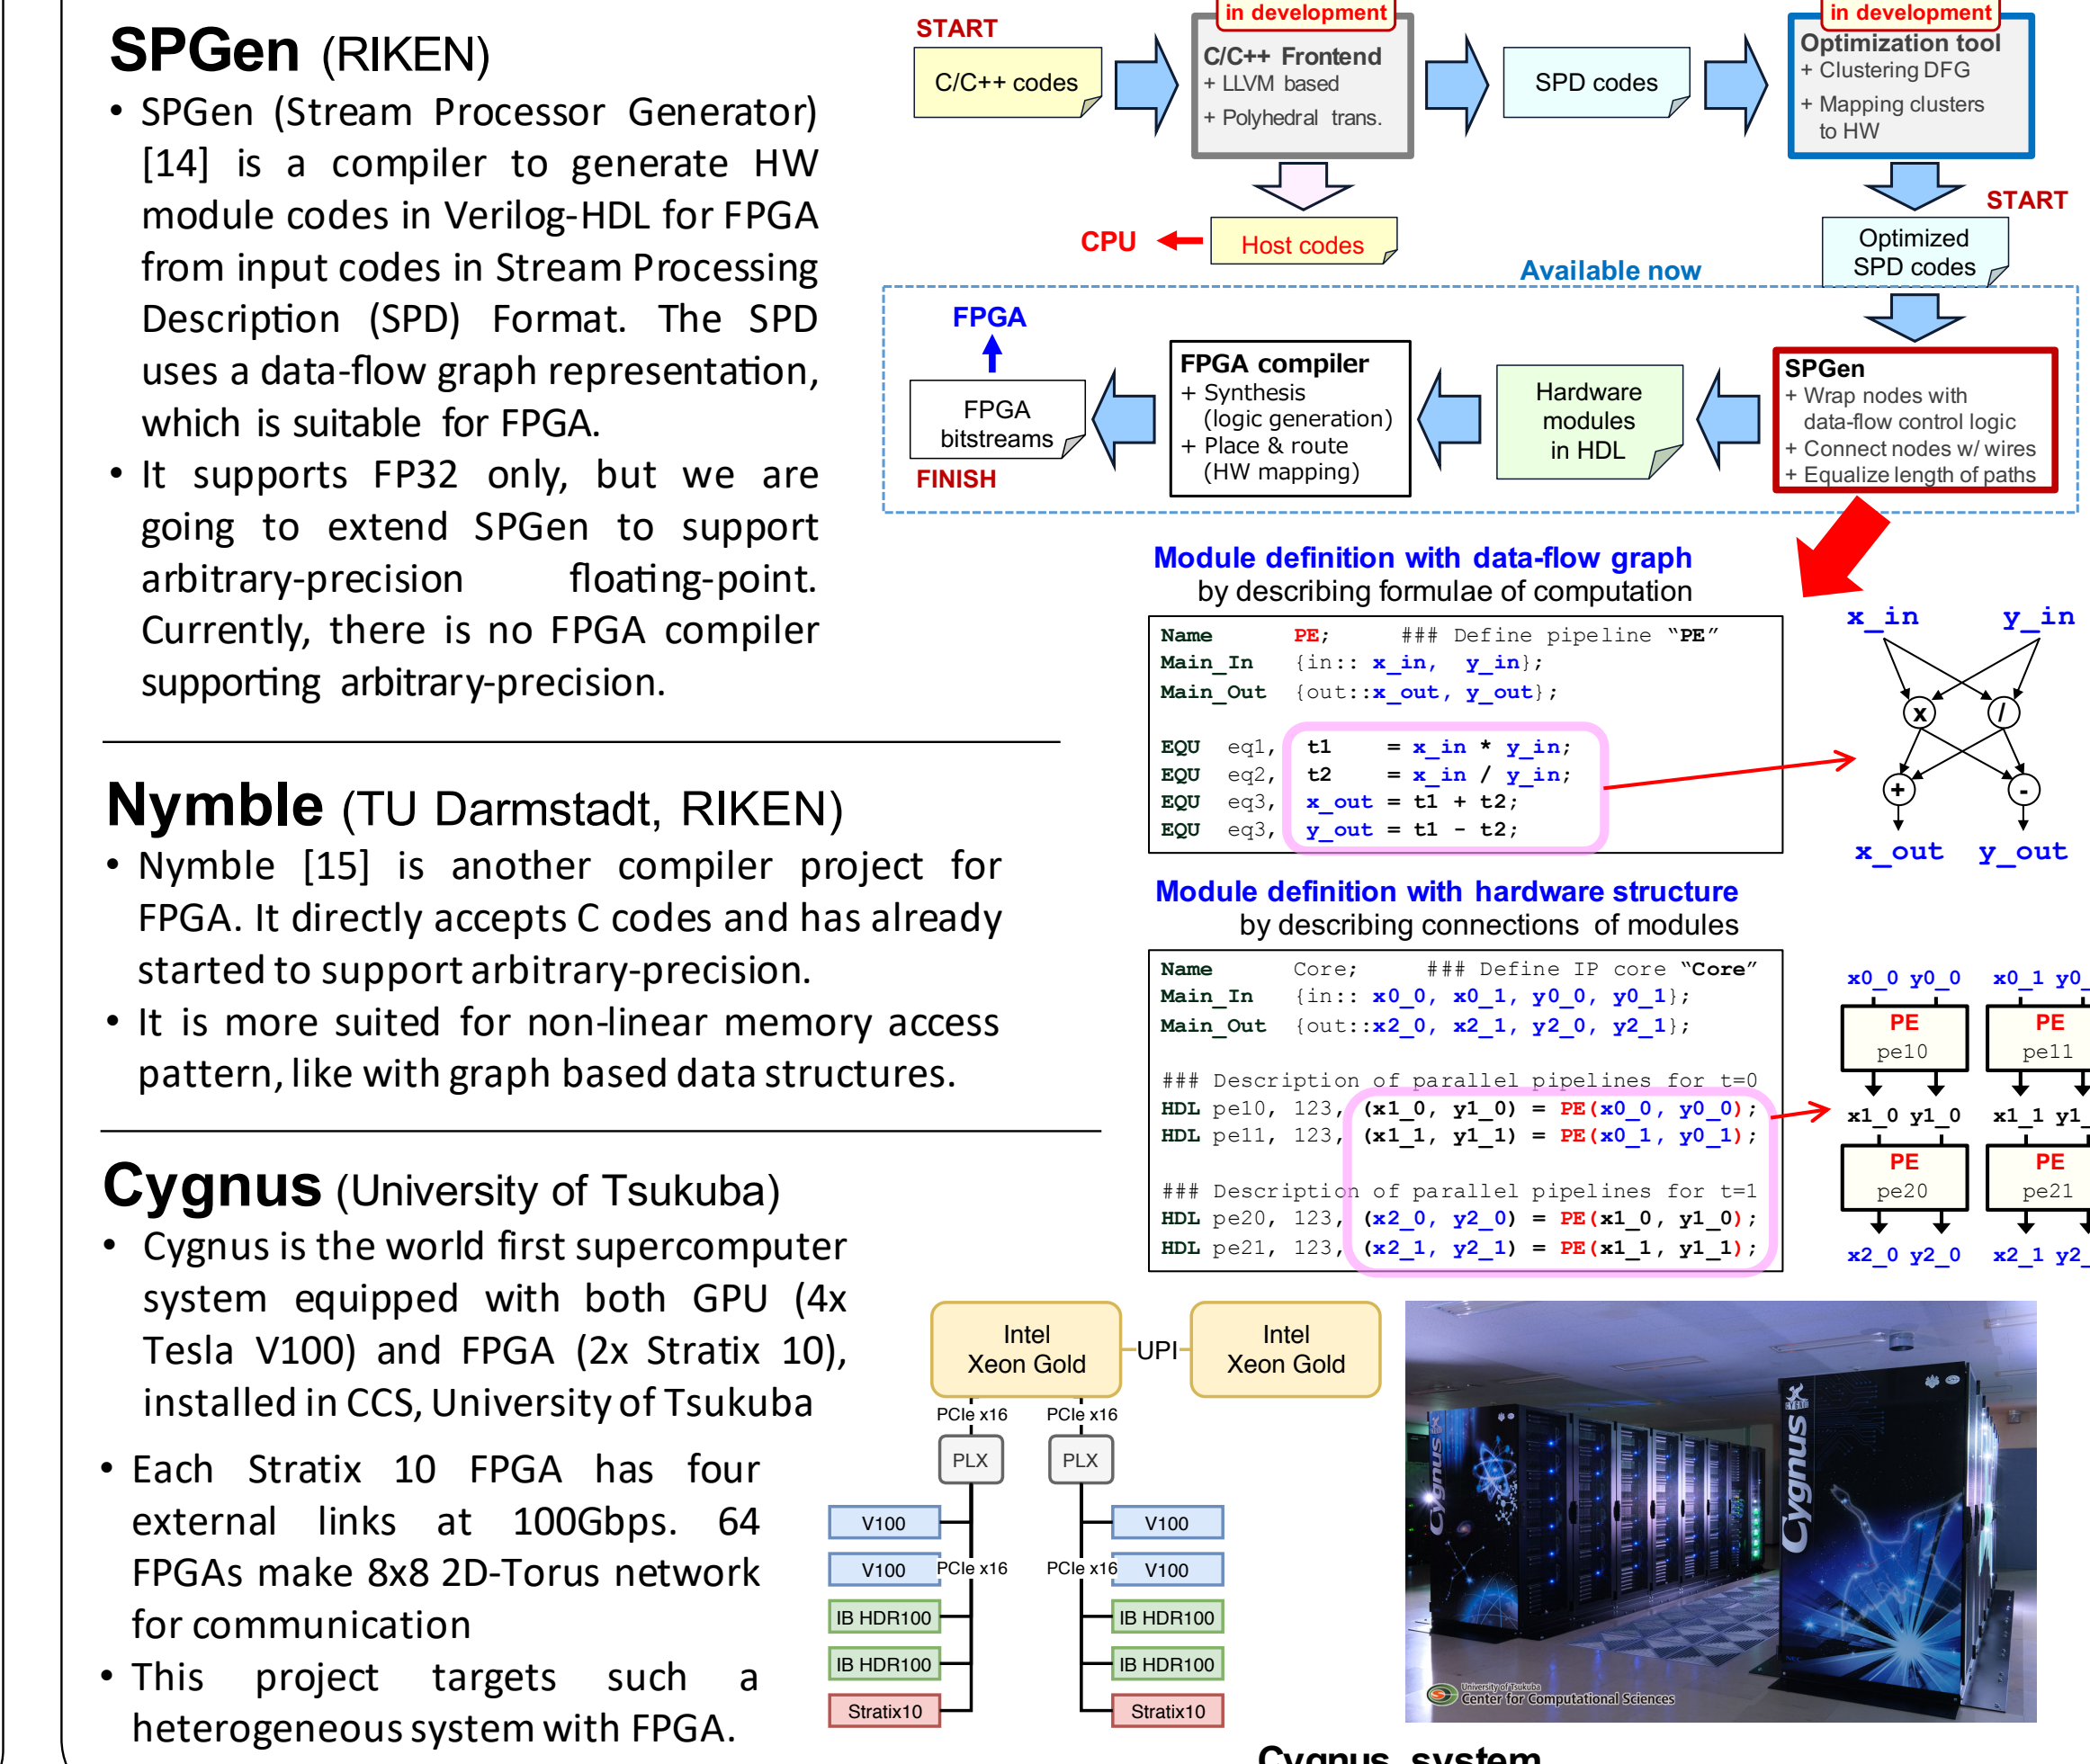 SPGen (RIKEN)
• SPGen (Stream Processor Generator)
[14] is a compiler to generate HW
module codes in Verilog-HDL for FPGA
from input codes in Stream Processing
Description (SPD) Format. The SPD
uses a data-flow graph representation,
which is suitable for FPGA.
• It supports FP32 only, but we are
going to extend SPGen to support
arbitrary-precision floating-point.
Currently, there is no FPGA compiler
supporting arbitrary-precision.
START
C/C++ codes
in development
C/C++ Frontend
+ LLVM based
+ Polyhedral trans.
SPD codes
in development
Optimization tool
+ Clustering DFG
+ Mapping clusters
to HW
CPU
Host codes
START
Optimized
SPD codes
Available now
FPGA
FPGA
bitstreams
FINISH
FPGA compiler
+ Synthesis
(logic generation)
+ Place & route
(HW mapping)
Hardware
modules
in HDL
SPGen
+ Wrap nodes with
data-flow control logic
+ Connect nodes w/ wires
+ Equalize length of paths
Module definition with data-flow graph
by describing formulae of computation
Name PE; ### Define pipeline “PE”
Main_In {in:: x_in, y_in};
Main_Out {out::x_out, y_out};
EQU eq1, t1 = x_in * y_in;
EQU eq2, t2 = x_in / y_in;
EQU eq3, x_out = t1 + t2;
EQU eq3, y_out = t1 - t2;
x_in y_in
x /
+ -
x_out y_out
Nymble (TU Darmstadt, RIKEN)
• Nymble [15] is another compiler project for
FPGA. It directly accepts C codes and has already
started to support arbitrary-precision.
• It is more suited for non-linear memory access
pattern, like with graph based data structures.
Module definition with hardware structure
by describing connections of modules
Name Core; ### Define IP core “Core”
Main_In {in:: x0_0, x0_1, y0_0, y0_1};
Main_Out {out::x2_0, x2_1, y2_0, y2_1};
### Description of parallel pipelines for t=0
HDL pe10, 123, (x1_0, y1_0) = PE(x0_0, y0_0);
HDL pe11, 123, (x1_1, y1_1) = PE(x0_1, y0_1);
### Description of parallel pipelines for t=1
HDL pe20, 123, (x2_0, y2_0) = PE(x1_0, y1_0);
HDL pe21, 123, (x2_1, y2_1) = PE(x1_1, y1_1);
x0_0 y0_0 x0_1 y0_
PE PE
pe10 pe11
x1_0 y1_0 x1_1 y1_
PE PE
pe20 pe21
x2_0 y2_0 x2_1 y2_
Cygnus (University of Tsukuba)
• Cygnus is the world first supercomputer
system equipped with both GPU (4x
Tesla V100) and FPGA (2x Stratix 10),
installed in CCS, University of Tsukuba
• Each Stratix 10 FPGA has four
external links at 100Gbps. 64
FPGAs make 8x8 2D-Torus network
for communication
• This project targets such a
heterogeneous system with FPGA.
Intel
Xeon Gold
UPI
Intel
Xeon Gold
PCIe x16 PCIe x16
PLX PLX
V100 V100
V100 PCIe x16 PCIe x16 V100
IB HDR100 IB HDR100
IB HDR100 IB HDR100
Stratix10 Stratix10
Cygnus
Cygnus
University of Tsukuba
Center for Computational Sciences
Cygnus system